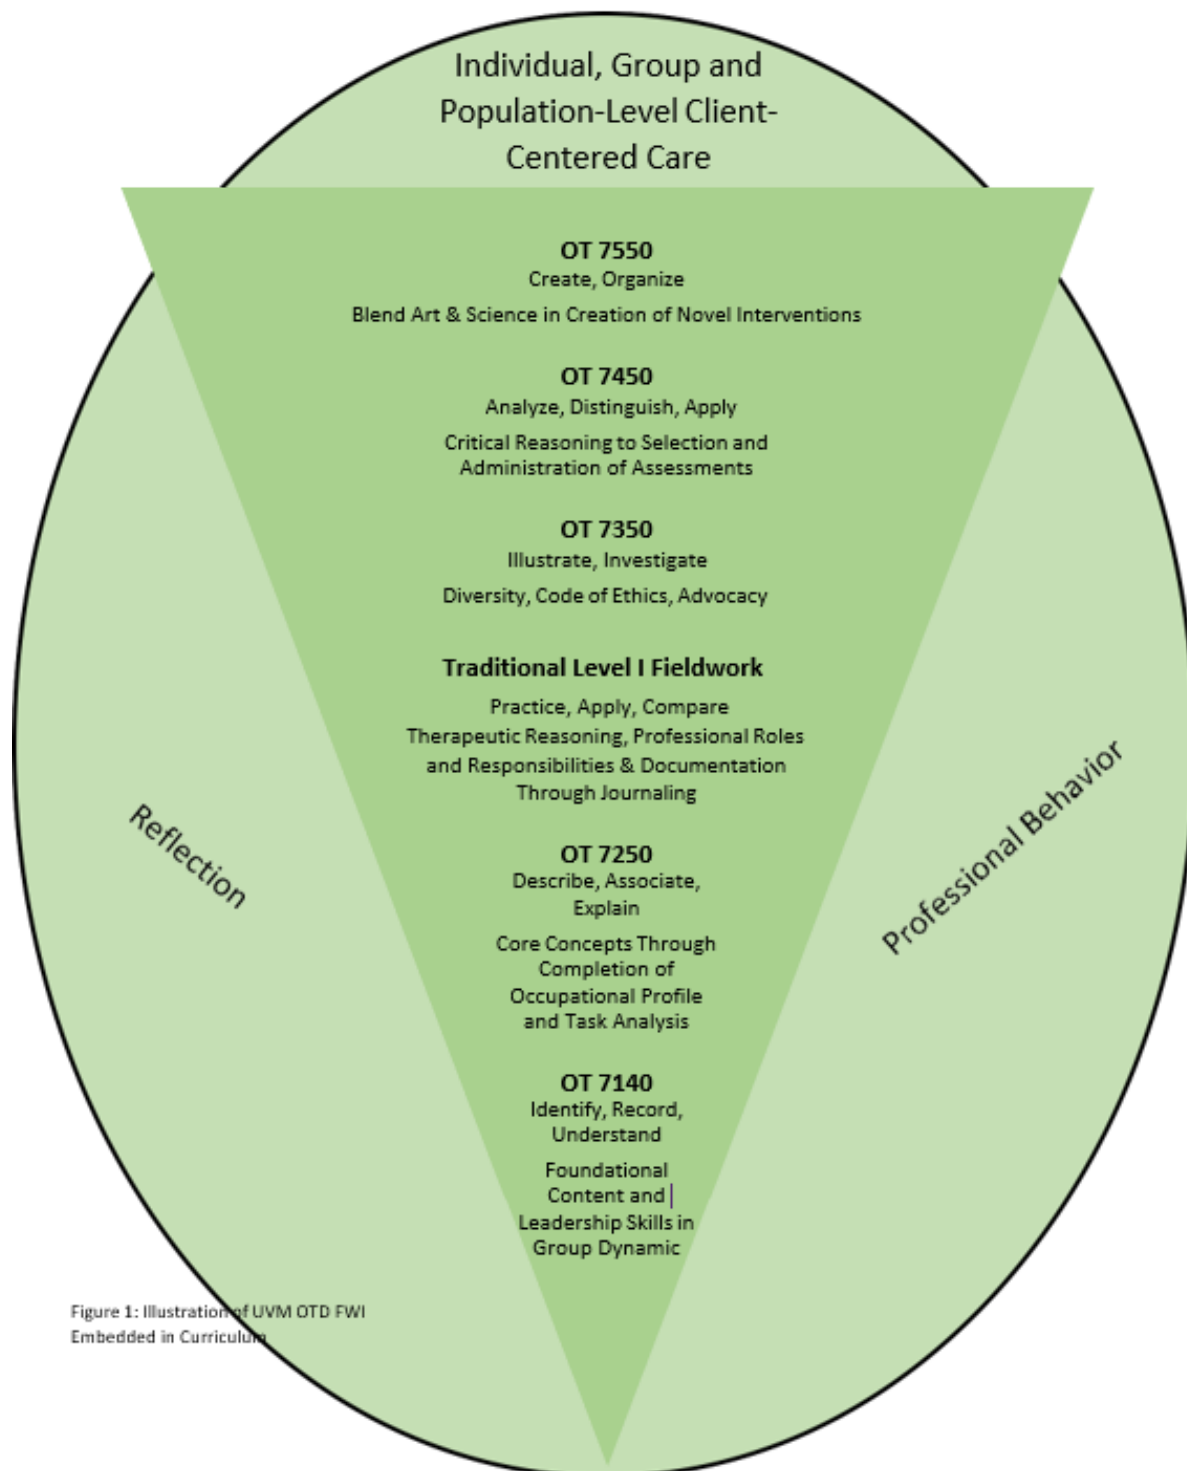 Individual, Group and
Population-Level Client-
Centered Care
OT 7550
Create, Organize
Blend Art & Science in Creation of Novel Interventions
OT 7450
Analyze, Distinguish, Apply
Critical Reasoning to Selection and
Administration of Assessments
OT 7350
Illustrate, Investigate
Diversity, Code of Ethics, Advocacy
Traditional Level I Fieldwork
Practice, Apply, Compare
Therapeutic Reasoning, Professional Roles
and Responsibilities & Documentation
Through Journaling
Reflection
Professional Behavior
OT 7250
Describe, Associate,
Explain
Core Concepts Through
Completion of
Occupational Profile
and Task Analysis
OT 7140
Identify, Record,
Understand
Foundational
Content and
Leadership Skills in
Group Dynamic
Figure 1: Illustration of UVM OTD FWI
Embedded in Curriculum